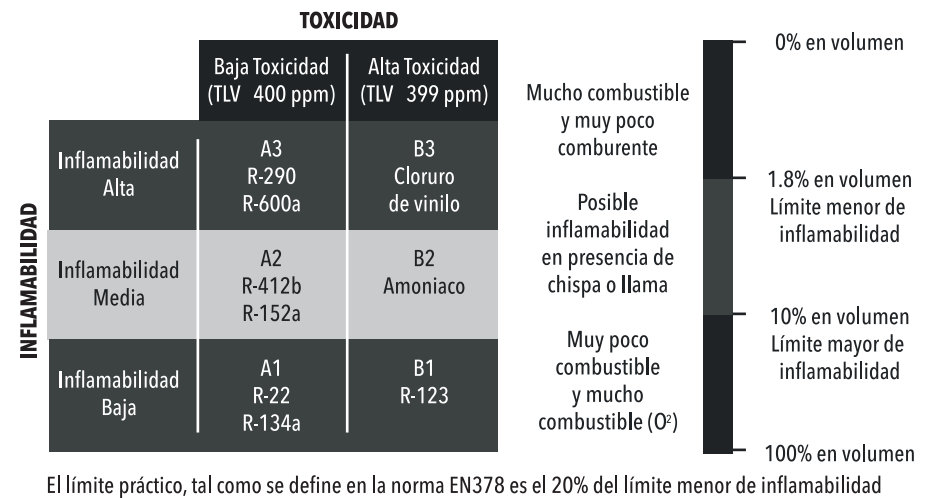 TOXICIDAD
Baja Toxicidad
(TLV 400 ppm)
Alta Toxicidad
(TLV 399 ppm)
INFLAMABILIDAD
Inflamabilidad
Alta
A3
R-290
R-600a
B3
Cloruro
de vinilo
Inflamabilidad
Media
A2
R-412b
R-152a
B2
Amoniaco
Inflamabilidad
Baja
A1
R-22
R-134a
B1
R-123
Mucho combustible
y muy poco
comburente
Posible
inflamabilidad
en presencia de
chispa o llama
Muy poco
combustible
y mucho
combustible (O²)
0% en volumen
1.8% en volumen
Límite menor de
inflamabilidad
10% en volumen
Límite mayor de
inflamabilidad
100% en volumen
El límite práctico, tal como se define en la norma EN378 es el 20% del límite menor de inflamabilidad